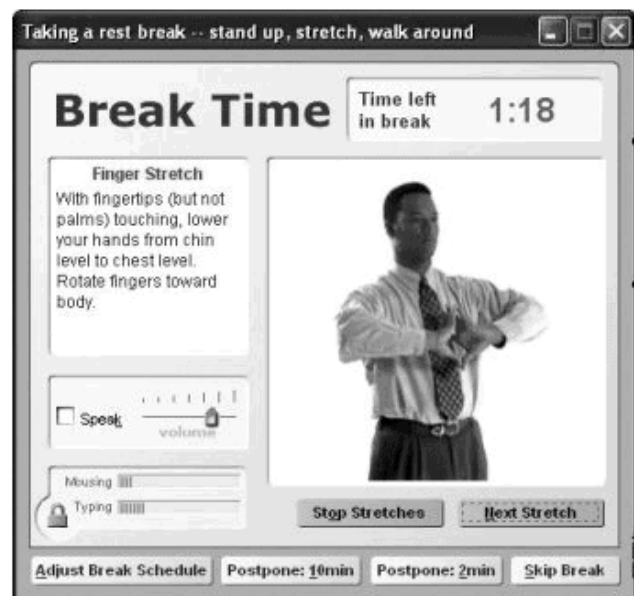 Taking a rest break -- stand up, stretch, walk around
Break Time
Time left
in break
1:18
Finger Stretch
With fingertips (but not
palms) touching, lower
your hands from chin
level to chest level.
Rotate fingers toward
body.
Speak
volume
Mousing
Typing
Stop Stretches
Next Stretch
Adjust Break Schedule
Postpone: 10min
Postpone: 2min
Skip Break